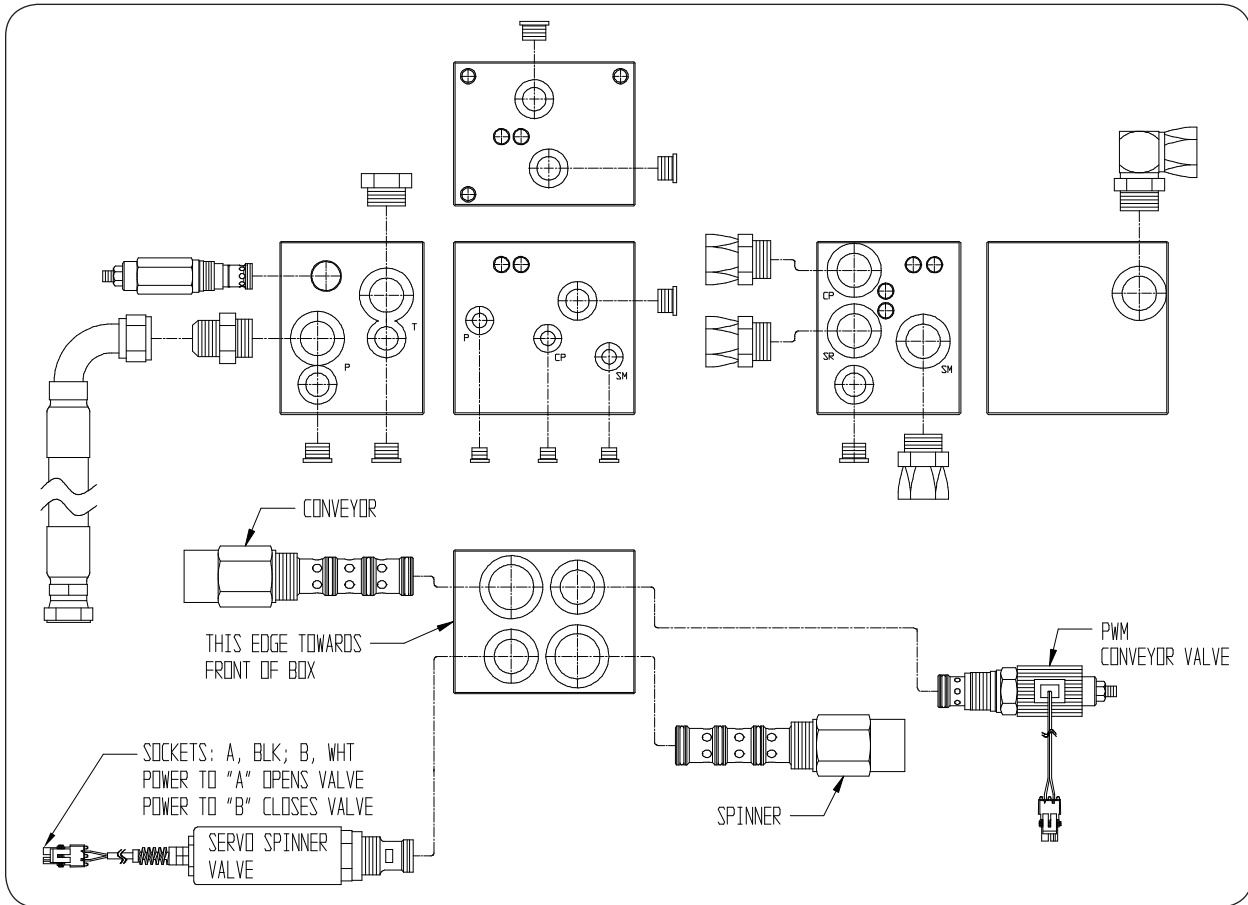 T
P
P
CP
SM
CP
SR
SM
CONVEYOR
THIS EDGE TOWARDS
FRONT OF BOX
PWM
CONVEYOR VALVE
SOCKETS: A, BLK; B, WHT
POWER TO "A" OPENS VALVE
POWER TO "B" CLOSES VALVE
SPINNER
SERVO SPINNER
VALVE